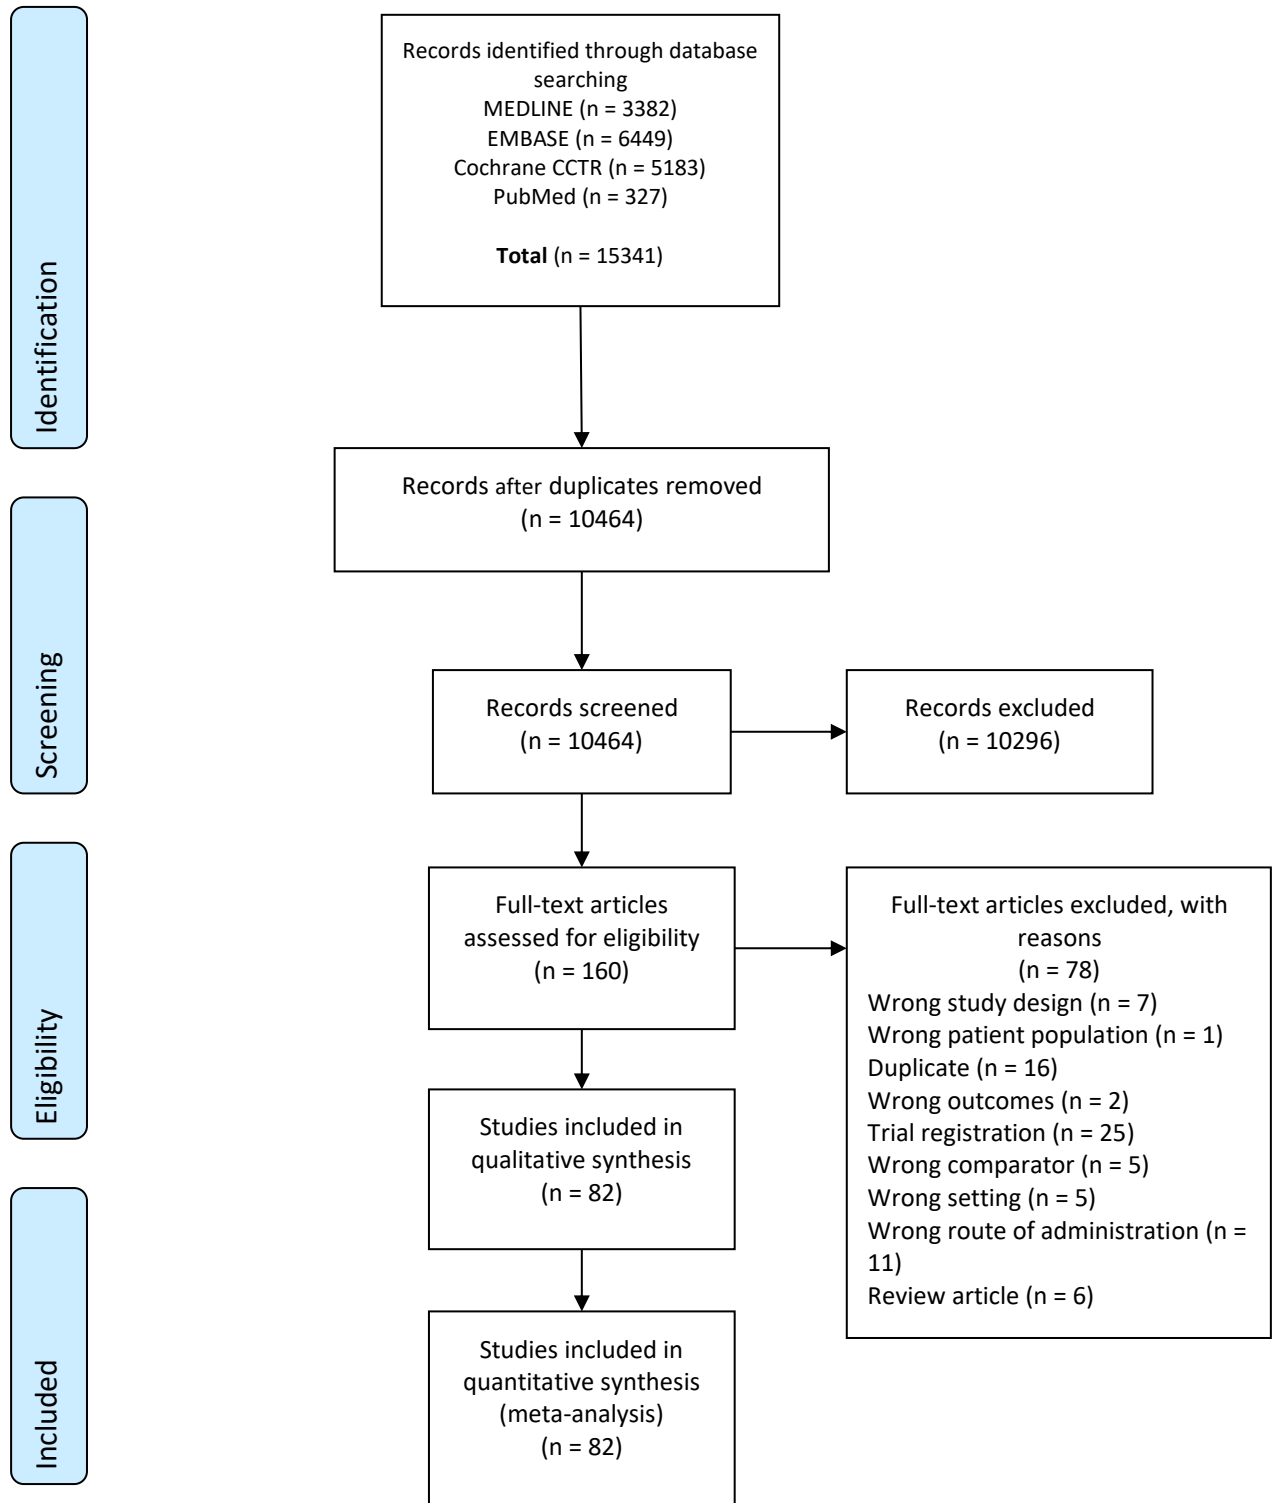 Identification
Records identified through database
searching
MEDLINE (n = 3382)
EMBASE (n = 6449)
Cochrane CCTR (n = 5183)
PubMed (n = 327)
Total (n = 15341)
Records after duplicates removed
(n = 10464)
Screening
Records screened
(n = 10464)
Records excluded
(n = 10296)
Eligibility
Full-text articles
assessed for eligibility
(n = 160)
Full-text articles excluded, with
reasons
(n = 78)
Wrong study design (n = 7)
Wrong patient population (n = 1)
Duplicate (n = 16)
Wrong outcomes (n = 2)
Trial registration (n = 25)
Wrong comparator (n = 5)
Wrong setting (n = 5)
Wrong route of administration (n =
11)
Review article (n = 6)
Studies included in
qualitative synthesis
(n = 82)
Included
Studies included in
quantitative synthesis
(meta-analysis)
(n = 82)